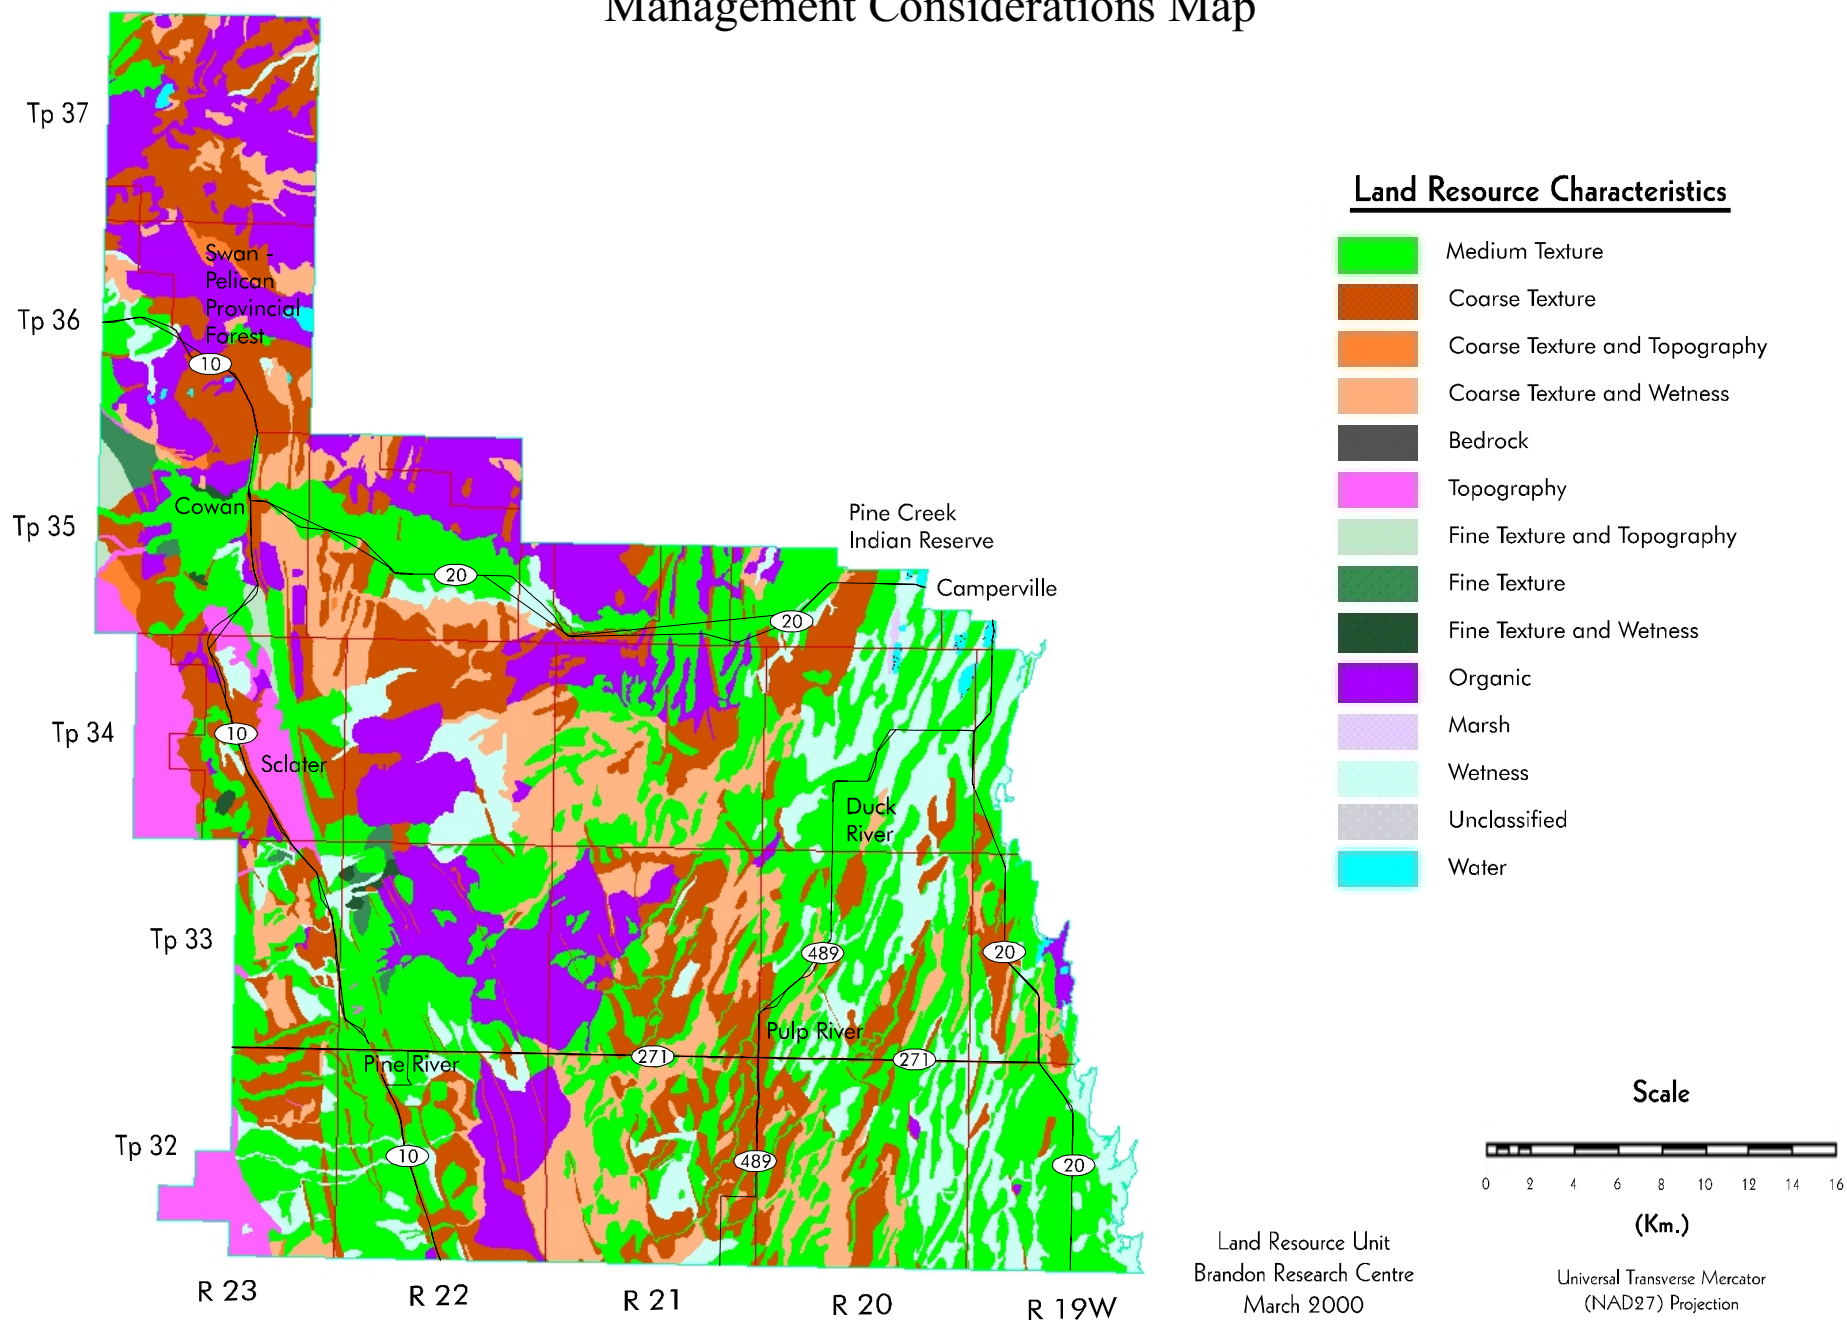 Management Considerations Map
Tp 37
Tp 36
Tp 35
Tp 34
Tp 33
Tp 32
Swan -
Pelican
Provincial
Forest
10
Cowan
20
Pine Creek
Indian Reserve
Camperville
20
10
Sclater
Duck
River
489
20
Pulp River
271
271
Pine River
10
489
20
R 23
R 22
R 21
R 20
R 19W
Land Resource Characteristics
Medium Texture
Coarse Texture
Coarse Texture and Topography
Coarse Texture and Wetness
Bedrock
Topography
Fine Texture and Topography
Fine Texture
Fine Texture and Wetness
Organic
Marsh
Wetness
Unclassified
Water
Scale
0 2 4 6 8 10 12 14 16
(Km.)
Land Resource Unit
Brandon Research Centre
March 2000
Universal Transverse Mercator
(NAD27) Projection